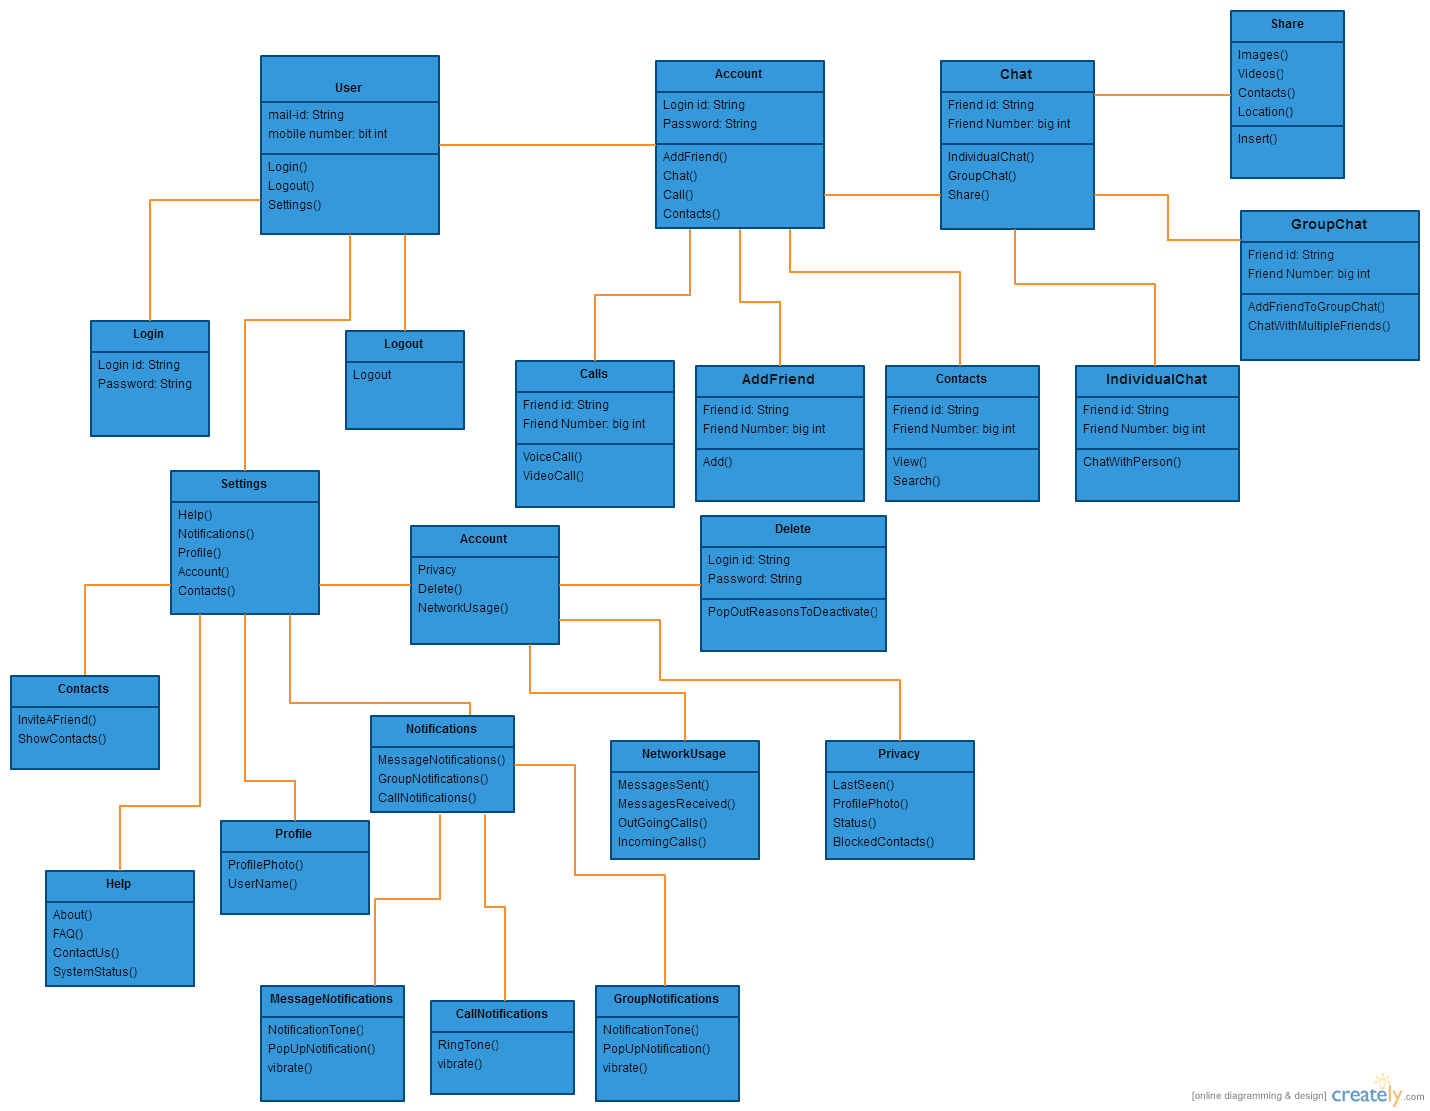 User
mail-id: String
mobile number: bit int
Login()
Logout()
Settings()
Account
Login id: String
Password: String
AddFriend()
Chat()
Call()
Contacts()
Chat
Friend id: String
Friend Number: big int
IndividualChat()
GroupChat()
Share()
Share
Images()
Videos()
Contacts()
Location()
Insert()
GroupChat
Friend id: String
Friend Number: big int
AddFriendToGroupChat()
ChatWithMultipleFriends()
Login
Login id: String
Password: String
Logout
Logout
Calls
Friend id: String
Friend Number: big int
VoiceCall()
VideoCall()
AddFriend
Friend id: String
Friend Number: big int
Add()
Contacts
Friend id: String
Friend Number: big int
View()
Search()
IndividualChat
Friend id: String
Friend Number: big int
ChatWithPerson()
Settings
Help()
Notifications()
Profile()
Account()
Contacts()
Account
Privacy
Delete()
NetworkUsage()
Delete
Login id: String
Password: String
PopOutReasonsToDeactivate()
Contacts
InviteAFriend()
ShowContacts()
Notifications
MessageNotifications()
GroupNotifications()
CallNotifications()
NetworkUsage
MessagesSent()
MessagesReceived()
OutGoingCalls()
IncomingCalls()
Privacy
LastSeen()
ProfilePhoto()
Status()
BlockedContacts()
Profile
ProfilePhoto()
UserName()
Help
About()
FAQ()
ContactUs()
SystemStatus()
MessageNotifications
NotificationTone()
PopUpNotification()
vibrate()
CallNotifications
RingTone()
vibrate()
GroupNotifications
NotificationTone()
PopUpNotification()
vibrate()
[online diagramming & design] creately.com